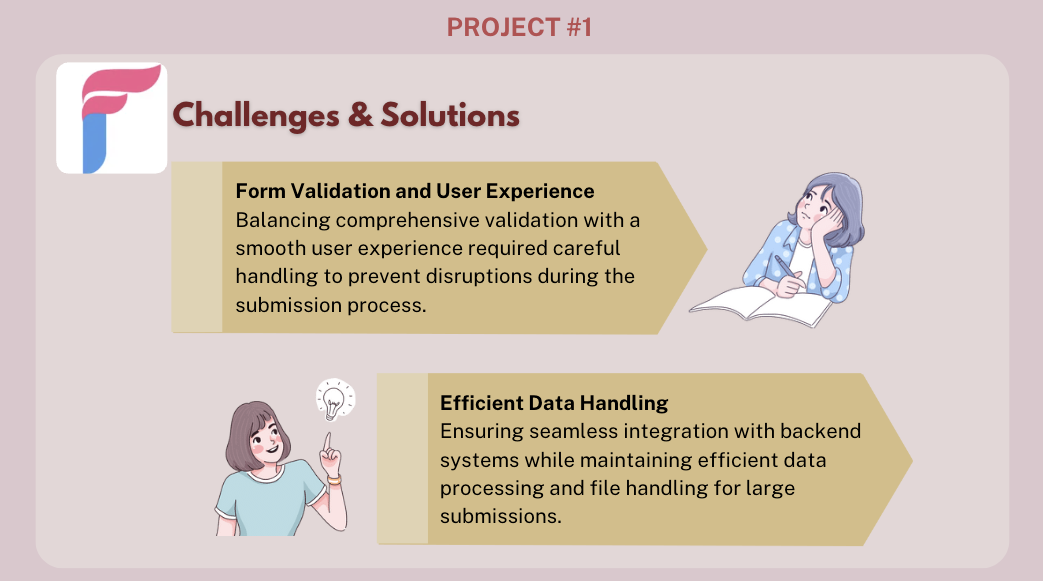 PROJECT #1
Challenges & Solutions
Form Validation and User Experience
Balancing comprehensive validation with a
smooth user experience required careful
handling to prevent disruptions during the
submission process.
Efficient Data Handling
Ensuring seamless integration with backend
systems while maintaining efficient data
processing and file handling for large
submissions.